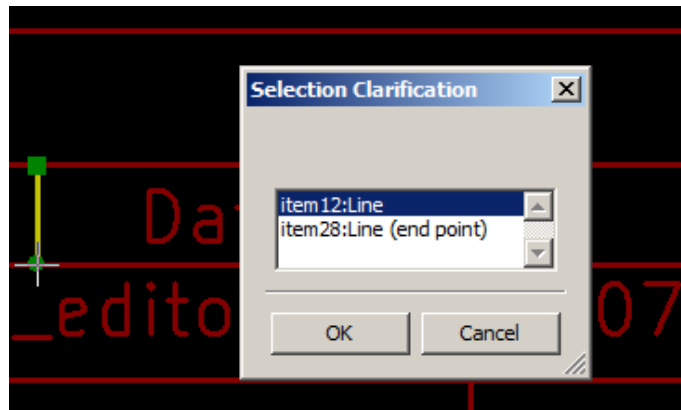 Selection Clarification
item12:Line
item28:Line (end point)
Da
_edito
07
OK
Cancel